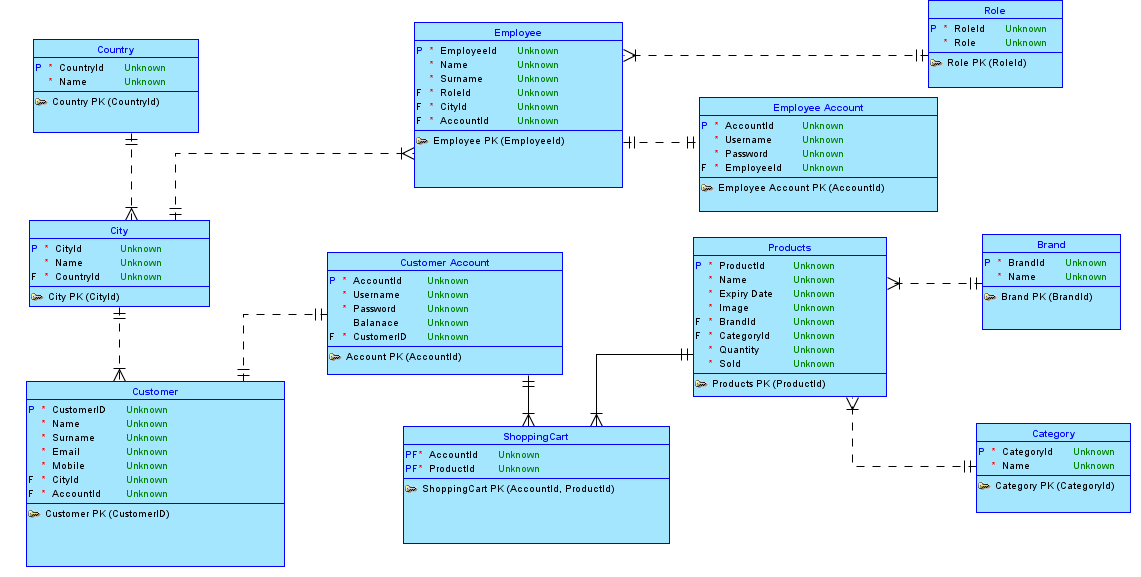 Country
P * CountryId Unknown
* Name Unknown
Country PK (CountryId)
Employee
P * EmployeeId Unknown
* Name Unknown
* Surname Unknown
F * RoleId Unknown
F * CityId Unknown
F * AccountId Unknown
Employee PK (EmployeeId)
Role
P * RoleId Unknown
* Role Unknown
Role PK (RoleId)
Employee Account
P * AccountId Unknown
* Username Unknown
* Password Unknown
F * EmployeeId Unknown
Employee Account PK (AccountId)
City
P * CityId Unknown
* Name Unknown
F * CountryId Unknown
City PK (CityId)
Customer Account
P * AccountId Unknown
* Username Unknown
* Password Unknown
Balanace Unknown
F * CustomerID Unknown
Account PK (AccountId)
Products
P * ProductId Unknown
* Name Unknown
* Expiry Date Unknown
* Image Unknown
F * BrandId Unknown
F * CategoryId Unknown
* Quantity Unknown
* Sold Unknown
Products PK (ProductId)
Brand
P * BrandId Unknown
* Name Unknown
Brand PK (BrandId)
Customer
P * CustomerID Unknown
* Name Unknown
* Surname Unknown
* Email Unknown
* Mobile Unknown
F * CityId Unknown
F * AccountId Unknown
Customer PK (CustomerID)
ShoppingCart
PF* AccountId Unknown
PF* ProductId Unknown
ShoppingCart PK (AccountId, ProductId)
Category
P * CategoryId Unknown
* Name Unknown
Category PK (CategoryId)